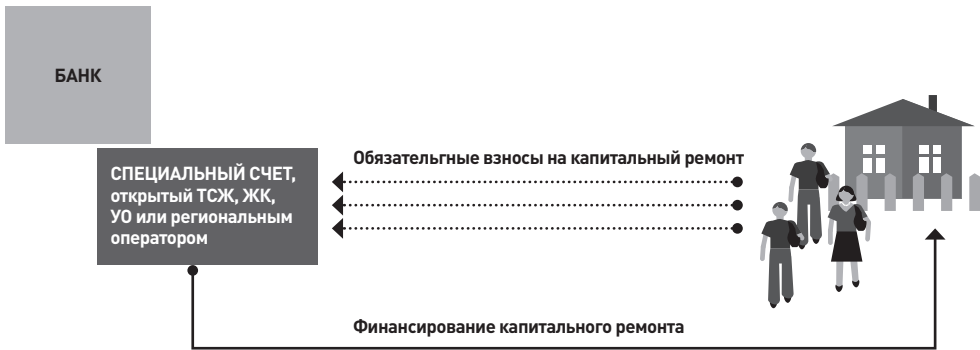 БАНК
СПЕЦИАЛЬНЫЙ СЧЕТ,
открытый ТСЖ, ЖК,
УО или региональным
оператором
Обязательгные взносы на капитальный ремонт
Финансирование капитального ремонта